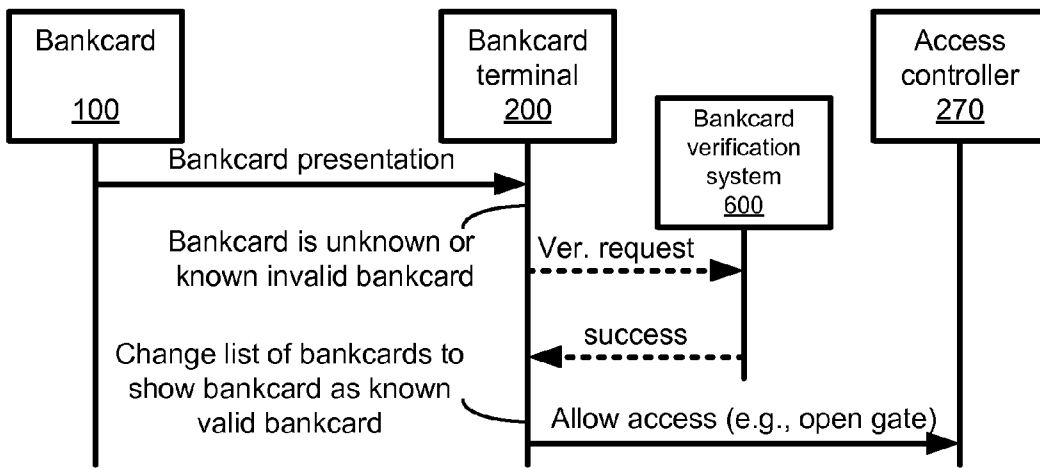 Bankcard
100
Bankcard
terminal
200
Access
controller
270
Bankcard
verification
system
600
Bankcard presentation
Bankcard is unknown or
known invalid bankcard
Ver. request
success
Change list of bankcards to
show bankcard as known
valid bankcard
Allow access (e.g., open gate)